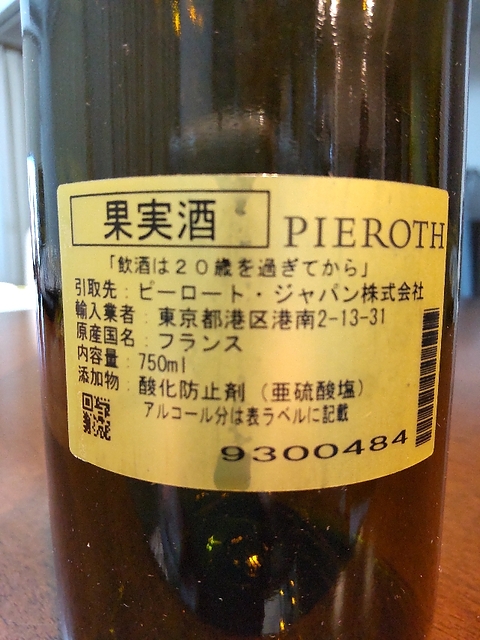 果実酒 PIEROTH
「飲酒は20歳を過ぎてから」
引取先:ピーロート・ジャパン株式会社
輸入業者:東京都港区港南2-13-31
原産国名:フランス
内容量:750ml
添加物:酸化防止剤(亜硫酸塩)
アルコール分は表ラベルに記載
9300484